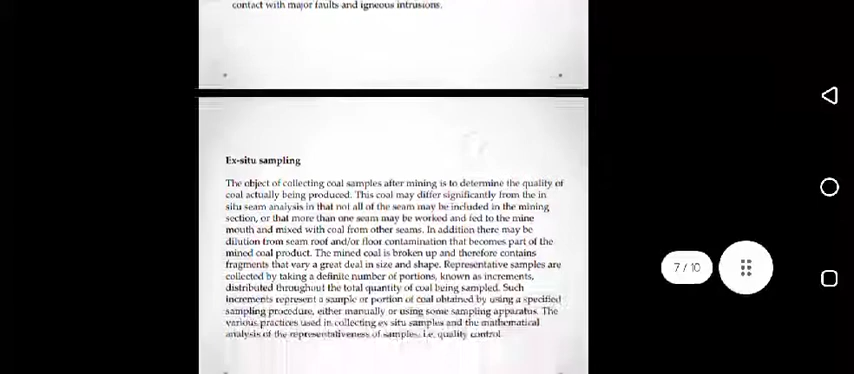 contact with major faults and igneous intrusions.
Ex-situ sampling
The object of collecting coal samples after mining is to determine the quality of
coal actually being produced. This coal may differ significantly from the in
situ seam analysis in that not all of the seam may be included in the mining
section, or that more than one seam may be worked and fed to the mine
mouth and mixed with coal from other seams. In addition there may be
dilution from seam roof and/or floor contamination that becomes part of the
mined coal product. The mined coal is broken up and therefore contains
fragments that vary a great deal in size and shape. Representative samples are
collected by taking a definite number of portions, known as increments,
distributed throughout the total quantity of coal being sampled. Such
increments represent a sample or portion of coal obtained by using a specified
sampling procedure, either manually or using some sampling apparatus. The
various practices used in collecting ex situ samples and the mathematical
analysis of the representativeness of samples, i.e. quality control
7 / 10